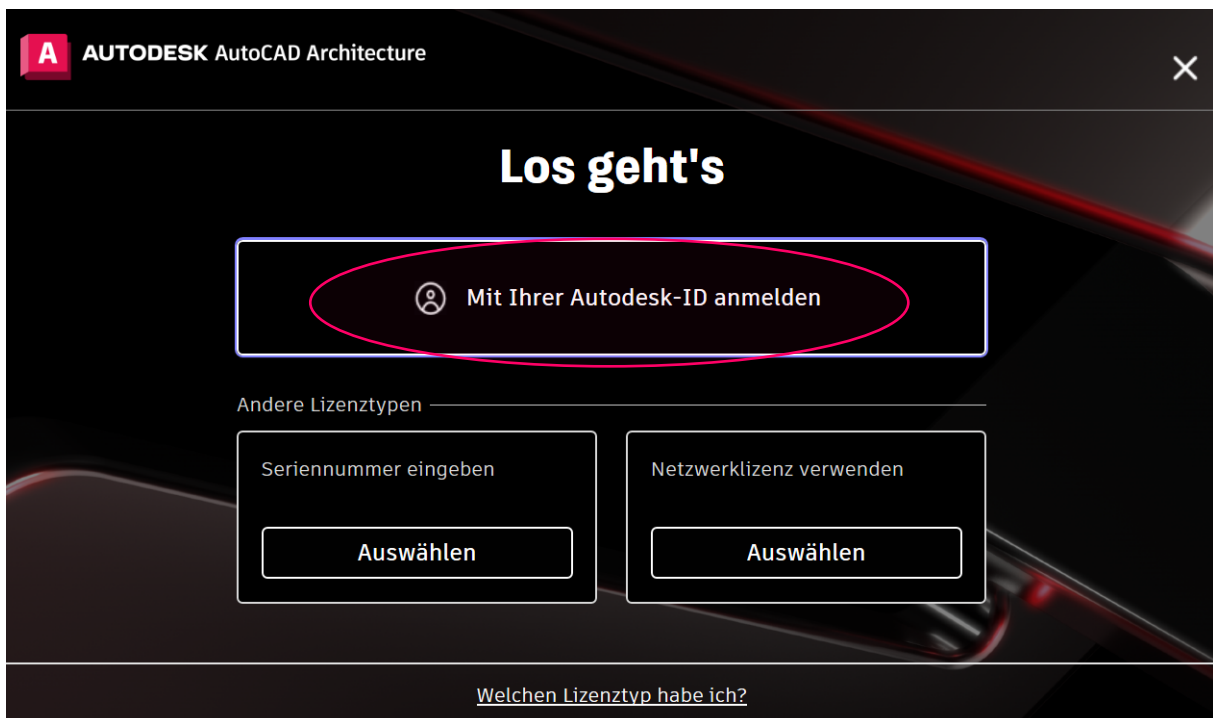 A AUTODESK AutoCAD Architecture
Los geht's
Mit Ihrer Autodesk-ID anmelden
Andere Lizenztypen
Seriennummer eingeben
Netzwerklizenz verwenden
Auswählen
Auswählen
Welchen Lizenztyp habe ich?